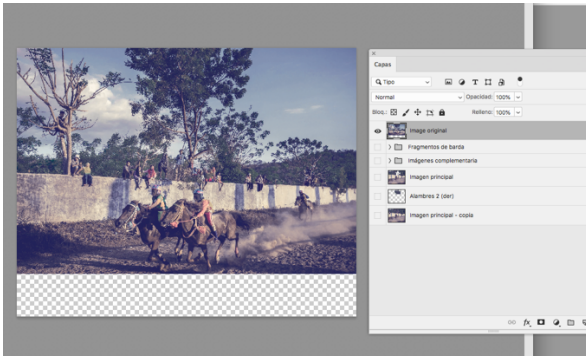 Capas
Tipo
Normal
Opacidad: 100%
Bloq.:
Relleno: 100%
Image original
Fragmentos de barda
Imágenes complementaria
Imagen principal
Alambres 2 (der)
Imagen principal - copia
fx